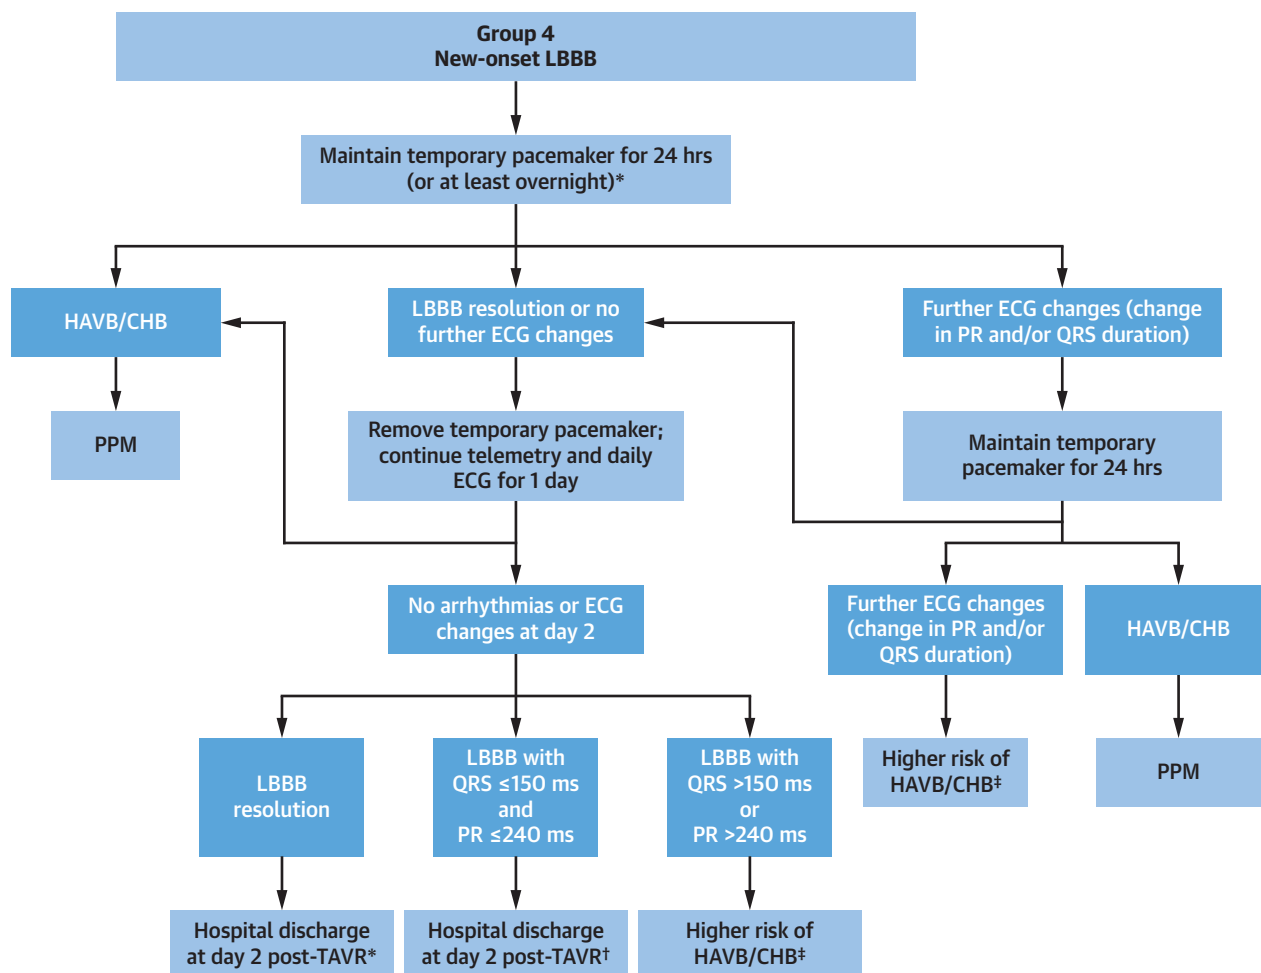 Group 4
New-onset LBBB
Maintain temporary pacemaker for 24 hrs
(or at least overnight)*
HAVB/CHB
LBBB resolution or no
further ECG changes
Further ECG changes (change
in PR and/or QRS duration)
PPM
Remove temporary pacemaker;
continue telemetry and daily
ECG for 1 day
Maintain temporary
pacemaker for 24 hrs
No arrhythmias or ECG
changes at day 2
Further ECG changes
(change in PR and/or
QRS duration)
HAVB/CHB
LBBB
resolution
LBBB with
QRS ≤150 ms
and
PR ≤240 ms
LBBB with
QRS >150 ms
or
PR >240 ms
Higher risk of
HAVB/CHB‡
PPM
Hospital discharge
at day 2 post-TAVR*
Hospital discharge
at day 2 post-TAVR†
Higher risk of
HAVB/CHB‡